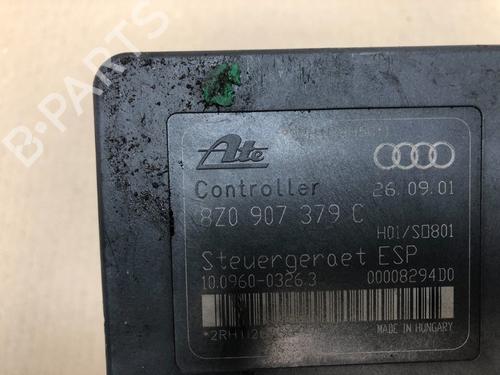 B-PARTS
Ate
Controller 26.09.01
8Z0 907 379 C
H01/S□801
Steuergeraet ESP
10.0960-0326.3 00008294D0
MADE IN HUNGARY